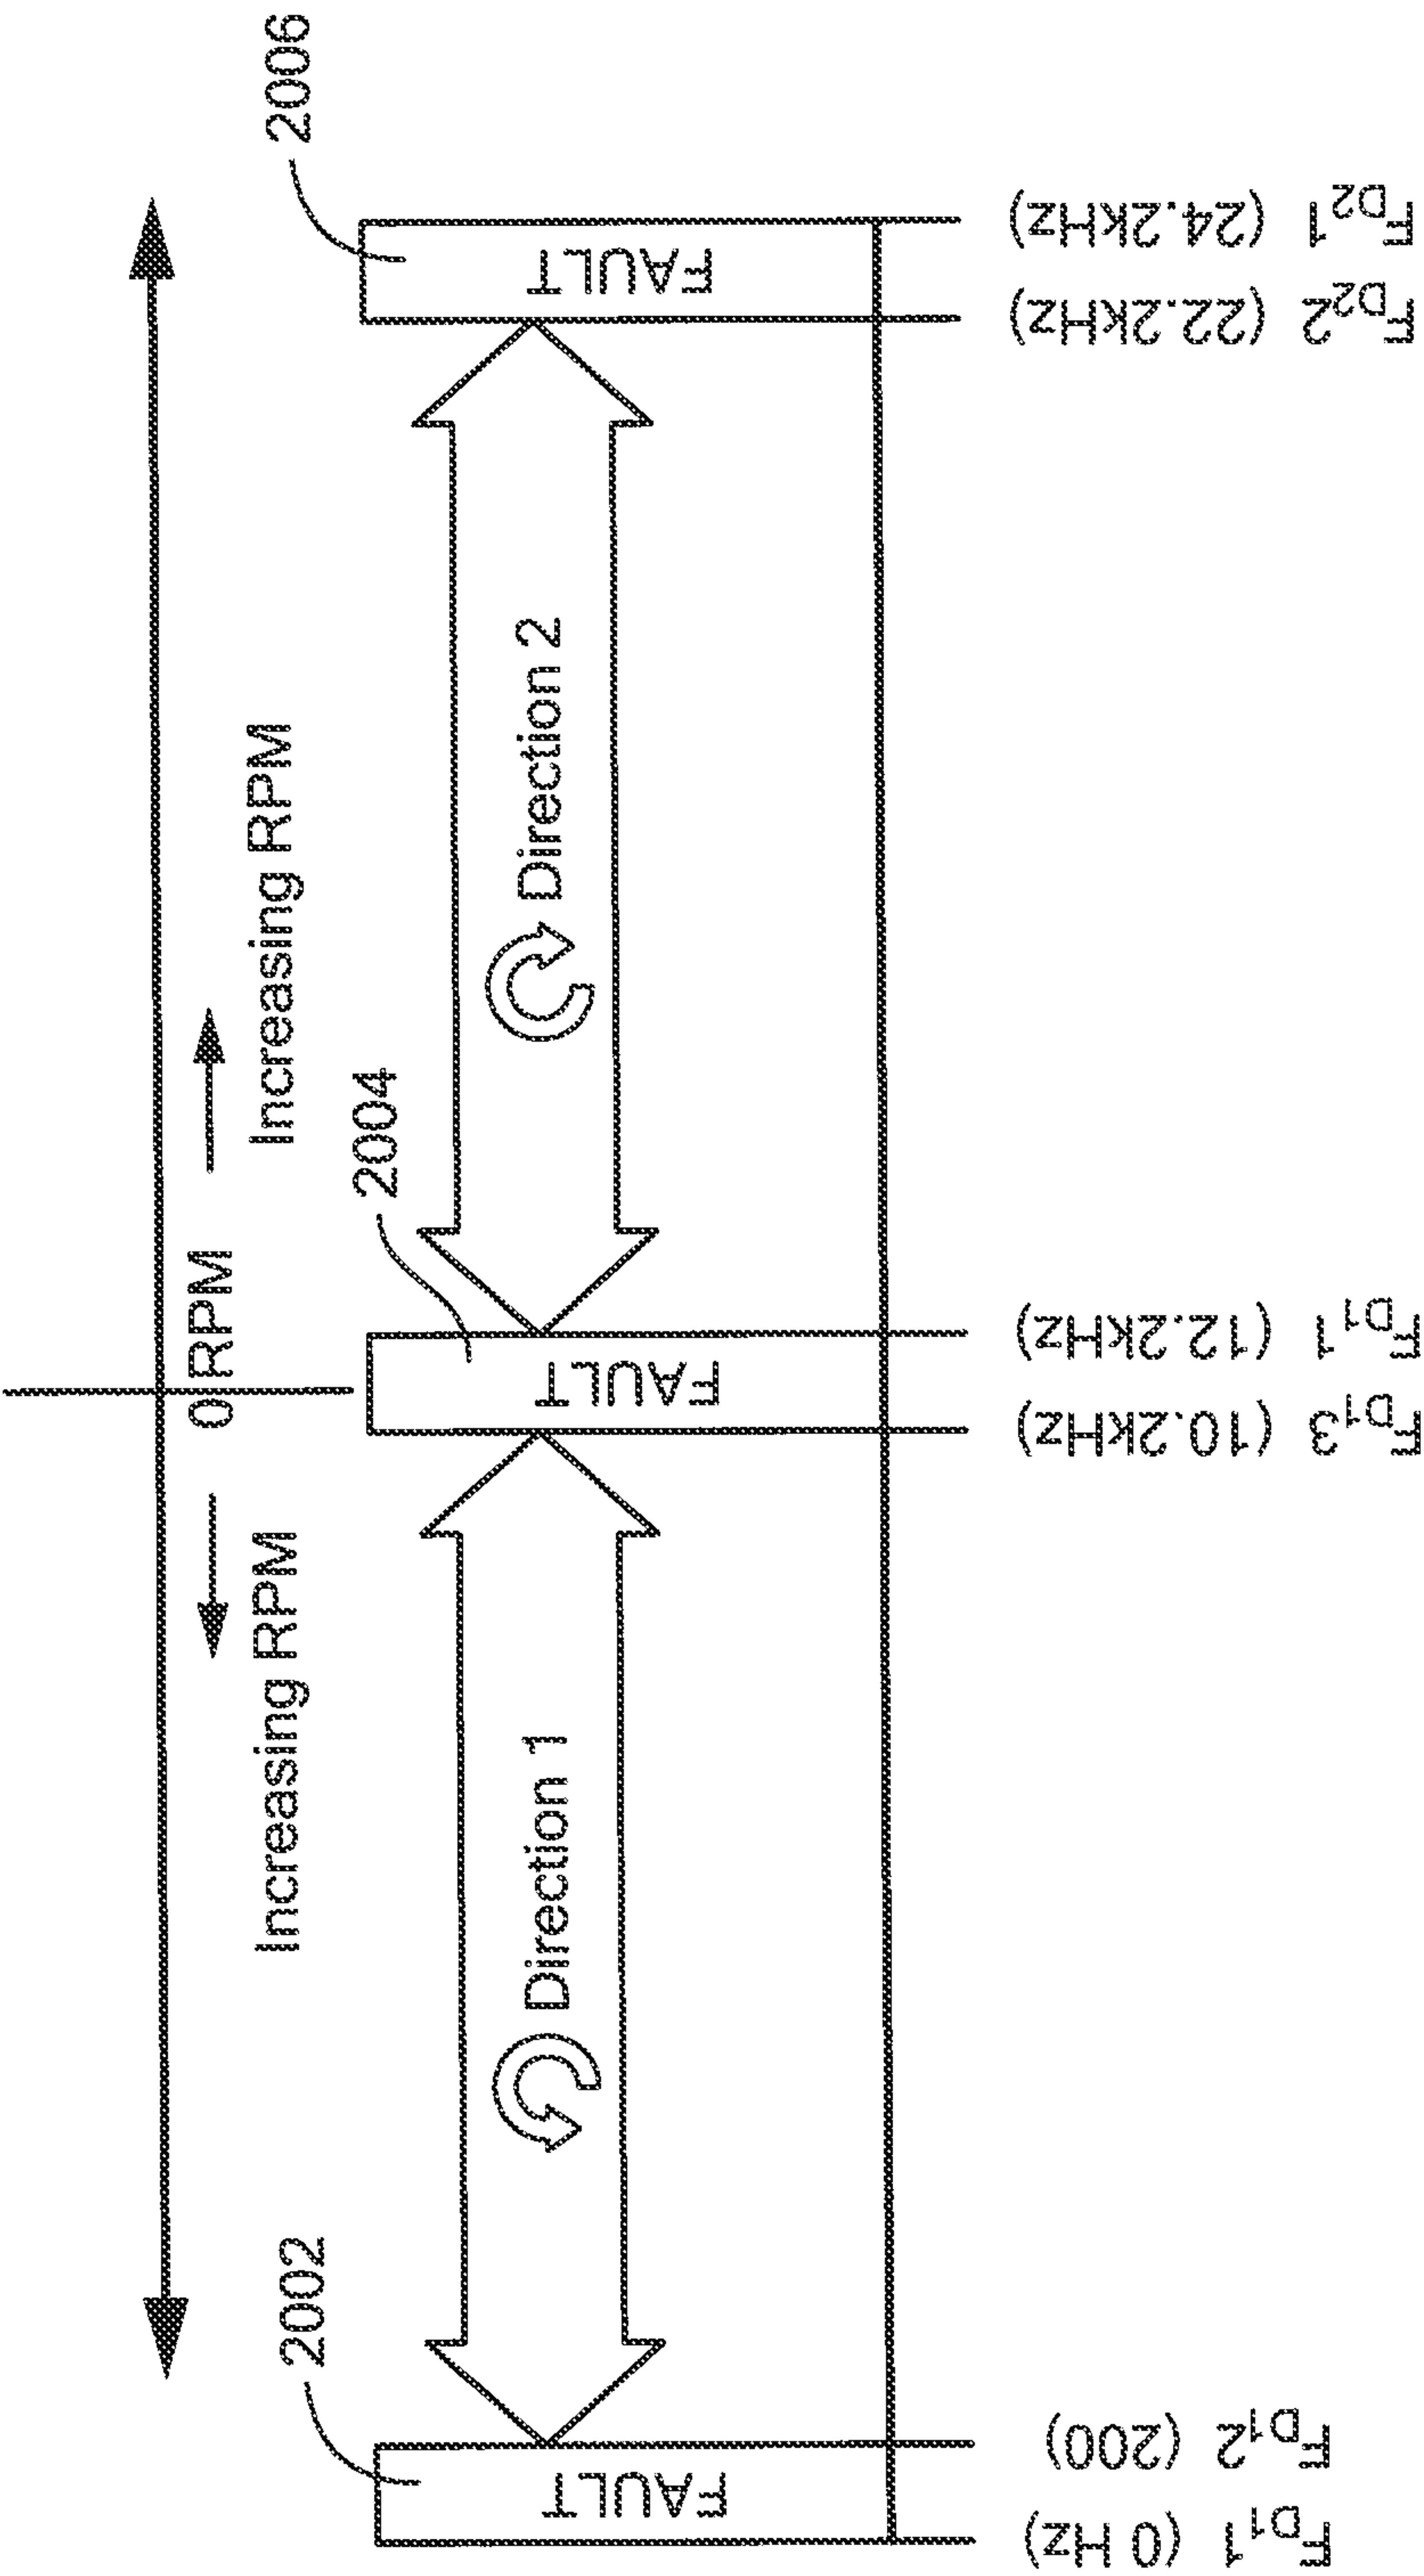 0 RPM
Increasing RPM
Increasing RPM
2002
2004
2006
FAULT
Direction 1
FAULT
Direction 2
FAULT
F_D1 1 (0 Hz)
F_D1 2 (200)
F_D1 3 (10.2kHz)
F_D1 1 (12.2kHz)
F_D2 2 (22.2kHz)
F_D2 1 (24.2kHz)